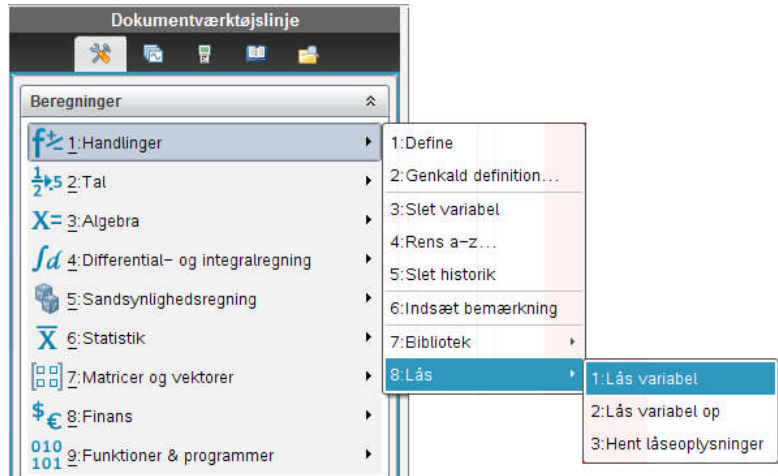 Dokumentværktøjslinje
Beregninger
1:Handlinger
2:Tal
3:Algebra
4:Differential- og integralregning
5:Sandsynlighedsregning
6:Statistik
7:Matricer og vektorer
8:Finans
9:Funktioner & programmer
1:Define
2:Genkald definition...
3:Slet variabel
4:Rens a-z...
5:Slet historik
6:Indsæt bemærkning
7:Bibliotek
8:Lås
1:Lås variabel
2:Lås variabel op
3:Hent låseoplysninger